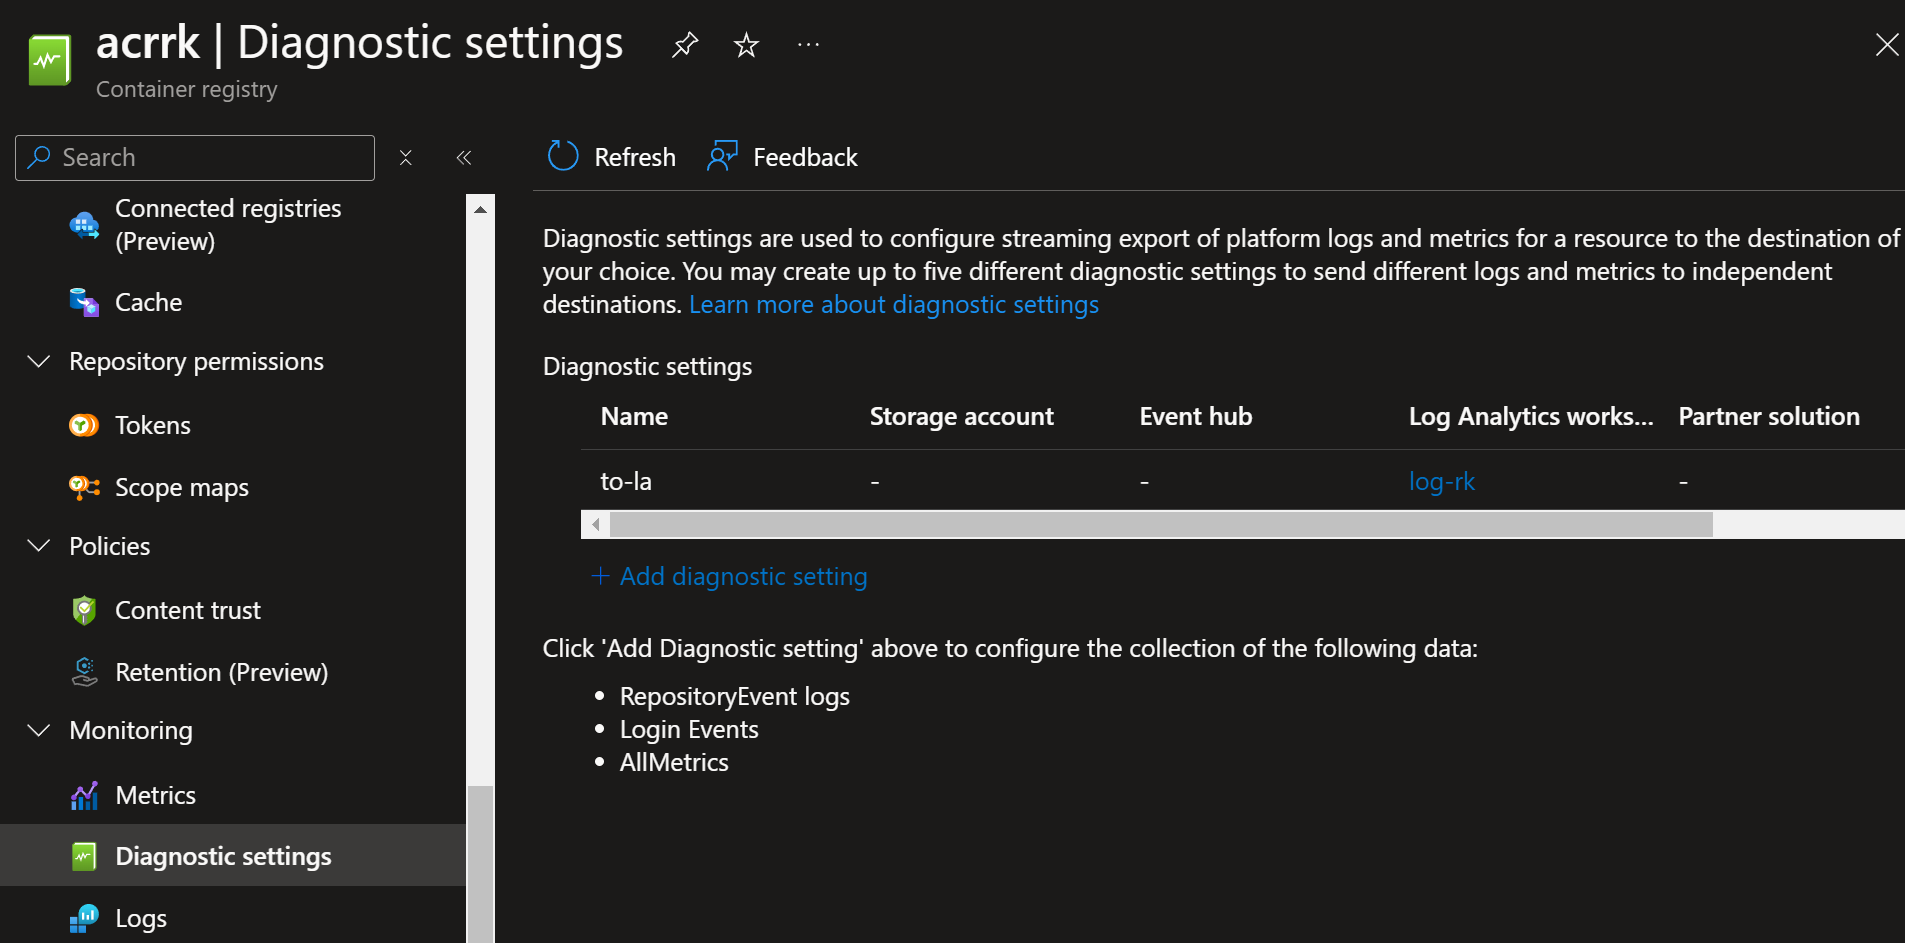 acrrk | Diagnostic settings
Container registry
Search
Connected registries
(Preview)
Cache
Repository permissions
Tokens
Scope maps
Policies
Content trust
Retention (Preview)
Monitoring
Metrics
Diagnostic settings
Logs
Refresh
Feedback
Diagnostic settings are used to configure streaming export of platform logs and metrics for a resource to the destination of
your choice. You may create up to five different diagnostic settings to send different logs and metrics to independent
destinations. Learn more about diagnostic settings
Diagnostic settings
Name Storage account Event hub Log Analytics works... Partner solution
to-la - - log-rk -
+ Add diagnostic setting
Click 'Add Diagnostic setting' above to configure the collection of the following data:
• RepositoryEvent logs
• Login Events
• AllMetrics